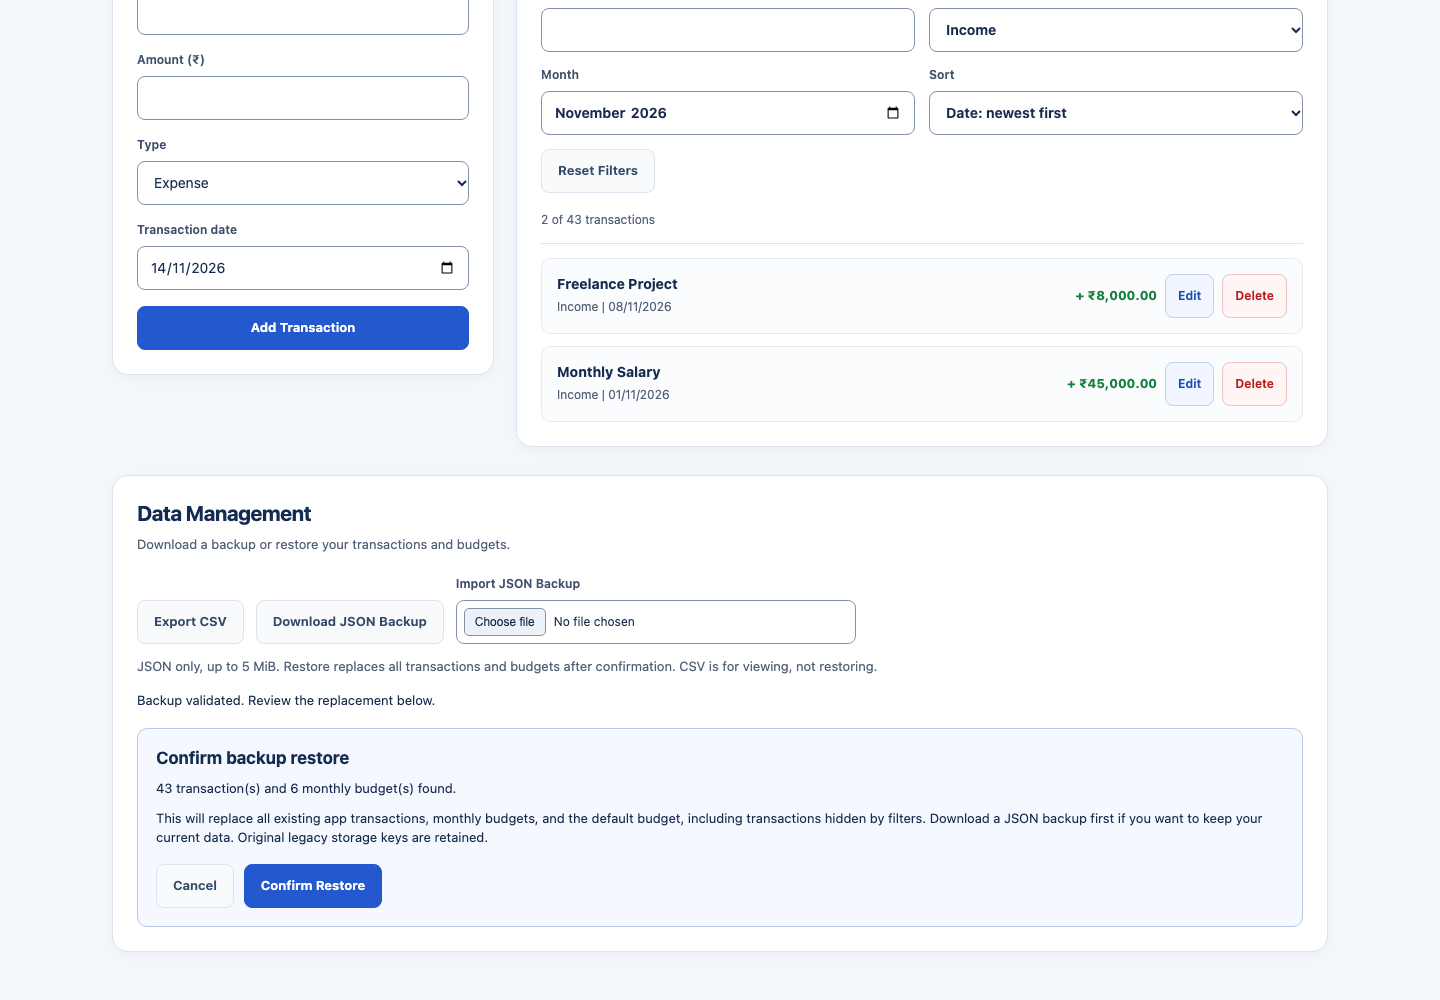 Amount (₹)
Type
Expense
Transaction date
14/11/2026
Add Transaction
Income
Month
Sort
November 2026
Date: newest first
Reset Filters
2 of 43 transactions
Freelance Project
Income | 08/11/2026
+ ₹8,000.00
Edit
Delete
Monthly Salary
Income | 01/11/2026
+ ₹45,000.00
Edit
Delete
Data Management
Download a backup or restore your transactions and budgets.
Import JSON Backup
Export CSV
Download JSON Backup
Choose file
No file chosen
JSON only, up to 5 MiB. Restore replaces all transactions and budgets after confirmation. CSV is for viewing, not restoring.
Backup validated. Review the replacement below.
Confirm backup restore
43 transaction(s) and 6 monthly budget(s) found.
This will replace all existing app transactions, monthly budgets, and the default budget, including transactions hidden by filters. Download a JSON backup first if you want to keep your
current data. Original legacy storage keys are retained.
Cancel
Confirm Restore